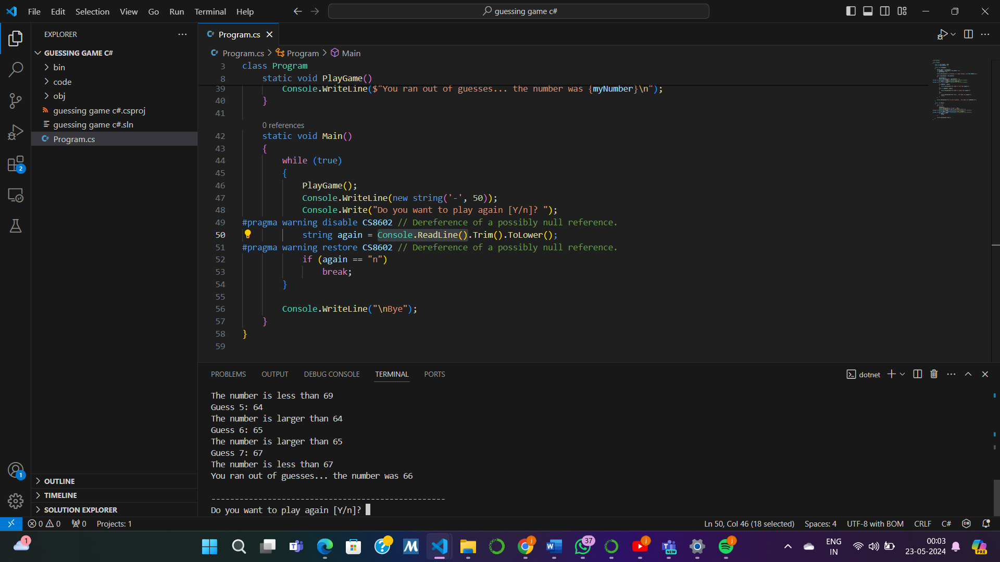 File Edit Selection View Go Run Terminal Help
guessing game c#
EXPLORER
GUESSING GAME C#
bin
code
obj
guessing game c#.csproj
guessing game c#.sln
C# Program.cs
C# Program.cs
C# Program.cs > Program > Main
3 class Program
8 static void PlayGame()
39 Console.WriteLine($"You ran out of guesses... the number was {myNumber}\n");
40 }
41
0 references
42 static void Main()
43 {
44 while (true)
45 {
46 PlayGame();
47 Console.WriteLine(new string('-', 50));
48 Console.Write("Do you want to play again [Y/n]? ");
49 #pragma warning disable CS8602 // Dereference of a possibly null reference.
50 string again = Console.ReadLine().Trim().ToLower();
51 #pragma warning restore CS8602 // Dereference of a possibly null reference.
52 if (again == "n")
53 break;
54 }
55
56 Console.WriteLine("\nBye");
57 }
58 }
59
2
PROBLEMS OUTPUT DEBUG CONSOLE TERMINAL PORTS
dotnet
The number is less than 69
Guess 5: 64
The number is larger than 64
Guess 6: 65
The number is larger than 65
Guess 7: 67
The number is less than 67
You ran out of guesses... the number was 66
--------------------------------------------------
Do you want to play again [Y/n]?
1
OUTLINE
TIMELINE
SOLUTION EXPLORER
0 0 0 Projects: 1
Ln 50, Col 46 (18 selected) Spaces: 4 UTF-8 with BOM CRLF C#
1
37
NEW
ENG
IN
00:03
23-05-2024
PRE